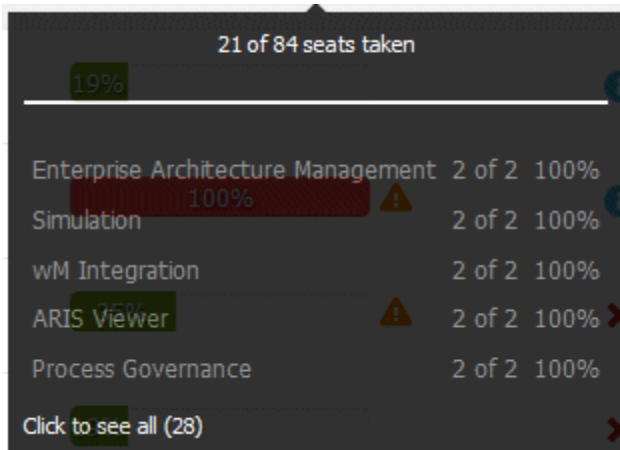 21 of 84 seats taken
19%
Enterprise Architecture Management 2 of 2 100%
100%
Simulation 2 of 2 100%
wM Integration 2 of 2 100%
ARIS Viewer 2 of 2 100%
Process Governance 2 of 2 100%
Click to see all (28)